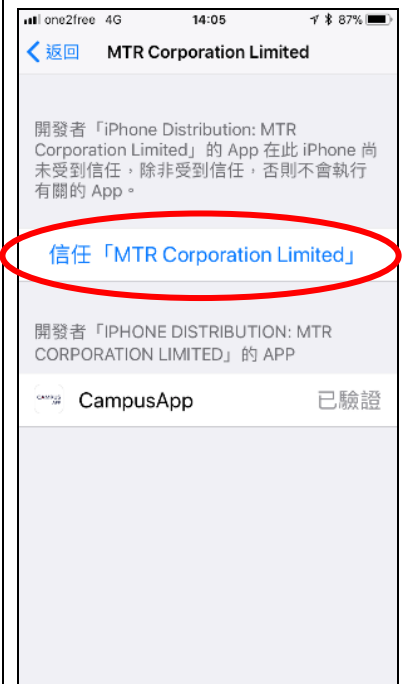 one2free 4G 14:05 87%
返回 MTR Corporation Limited
開發者「iPhone Distribution: MTR
Corporation Limited」的 App 在此 iPhone 尚
未受到信任，除非受到信任，否則不會執行
有關的 App。
信任「MTR Corporation Limited」
開發者「IPHONE DISTRIBUTION: MTR
CORPORATION LIMITED」的 APP
CAMPUS
APP
CampusApp 已驗證